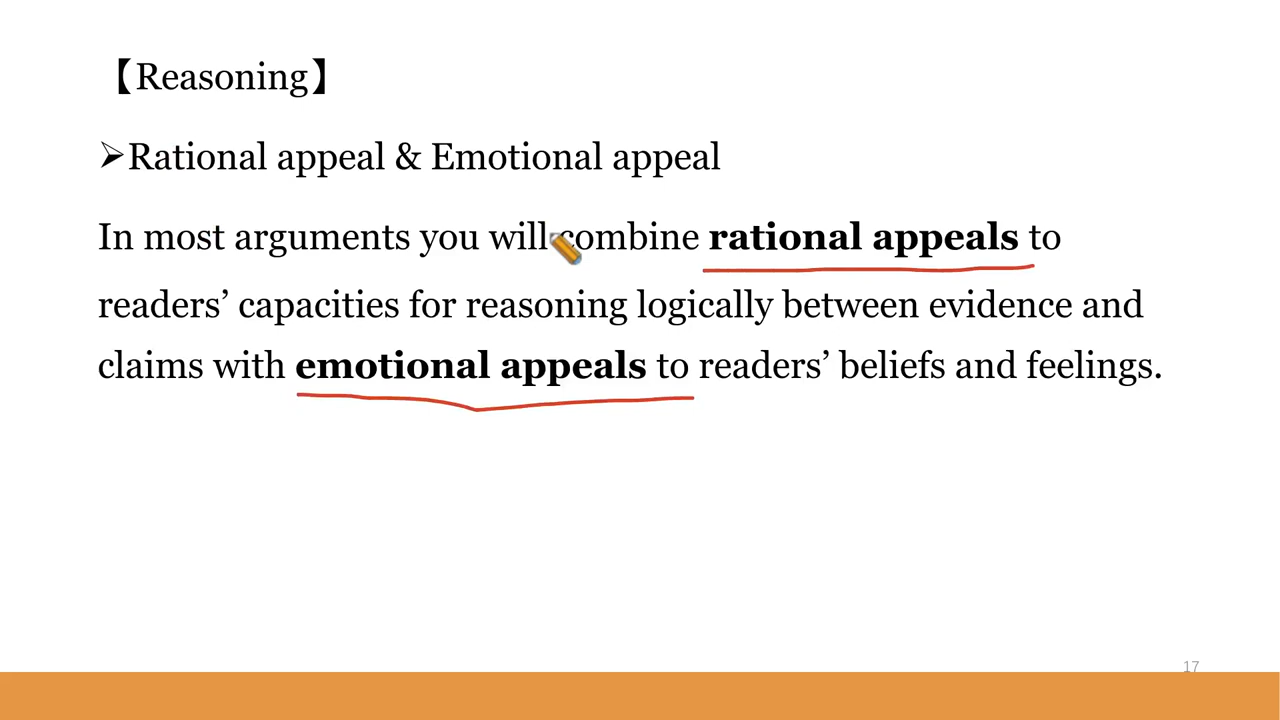 【Reasoning】
➢Rational appeal & Emotional appeal
In most arguments you will combine rational appeals to
readers’ capacities for reasoning logically between evidence and
claims with emotional appeals to readers’ beliefs and feelings.
17